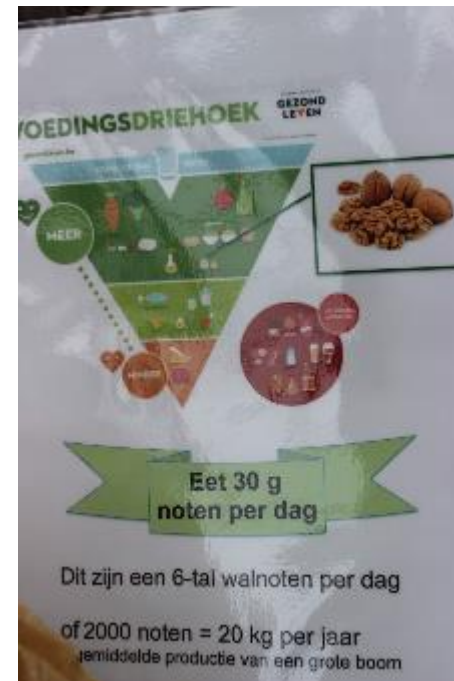 VOEDINGSDRIEHOEK
GEZOND
LEVEN
MEER
MINDER
Eet 30 g
noten per dag
Dit zijn een 6-tal walnoten per dag
of 2000 noten = 20 kg per jaar
gemiddelde productie van een grote boom